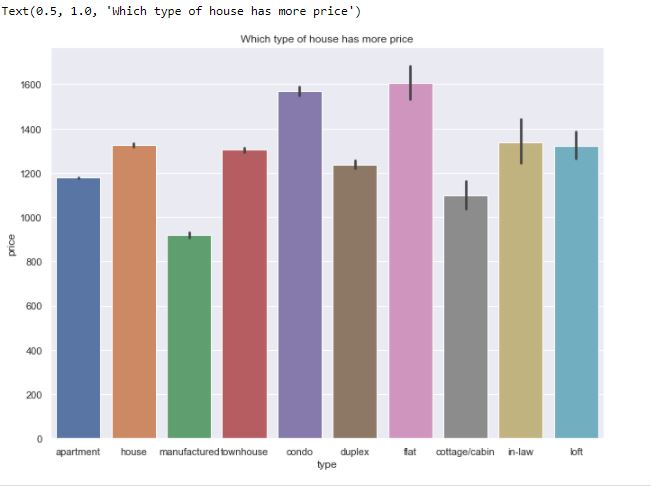 Text(0.5, 1.0, 'Which type of house has more price')
Which type of house has more price
1600
1400
1200
1000
800
600
400
200
0
price
apartment house manufactured townhouse condo duplex flat cottage/cabin in-law loft
type